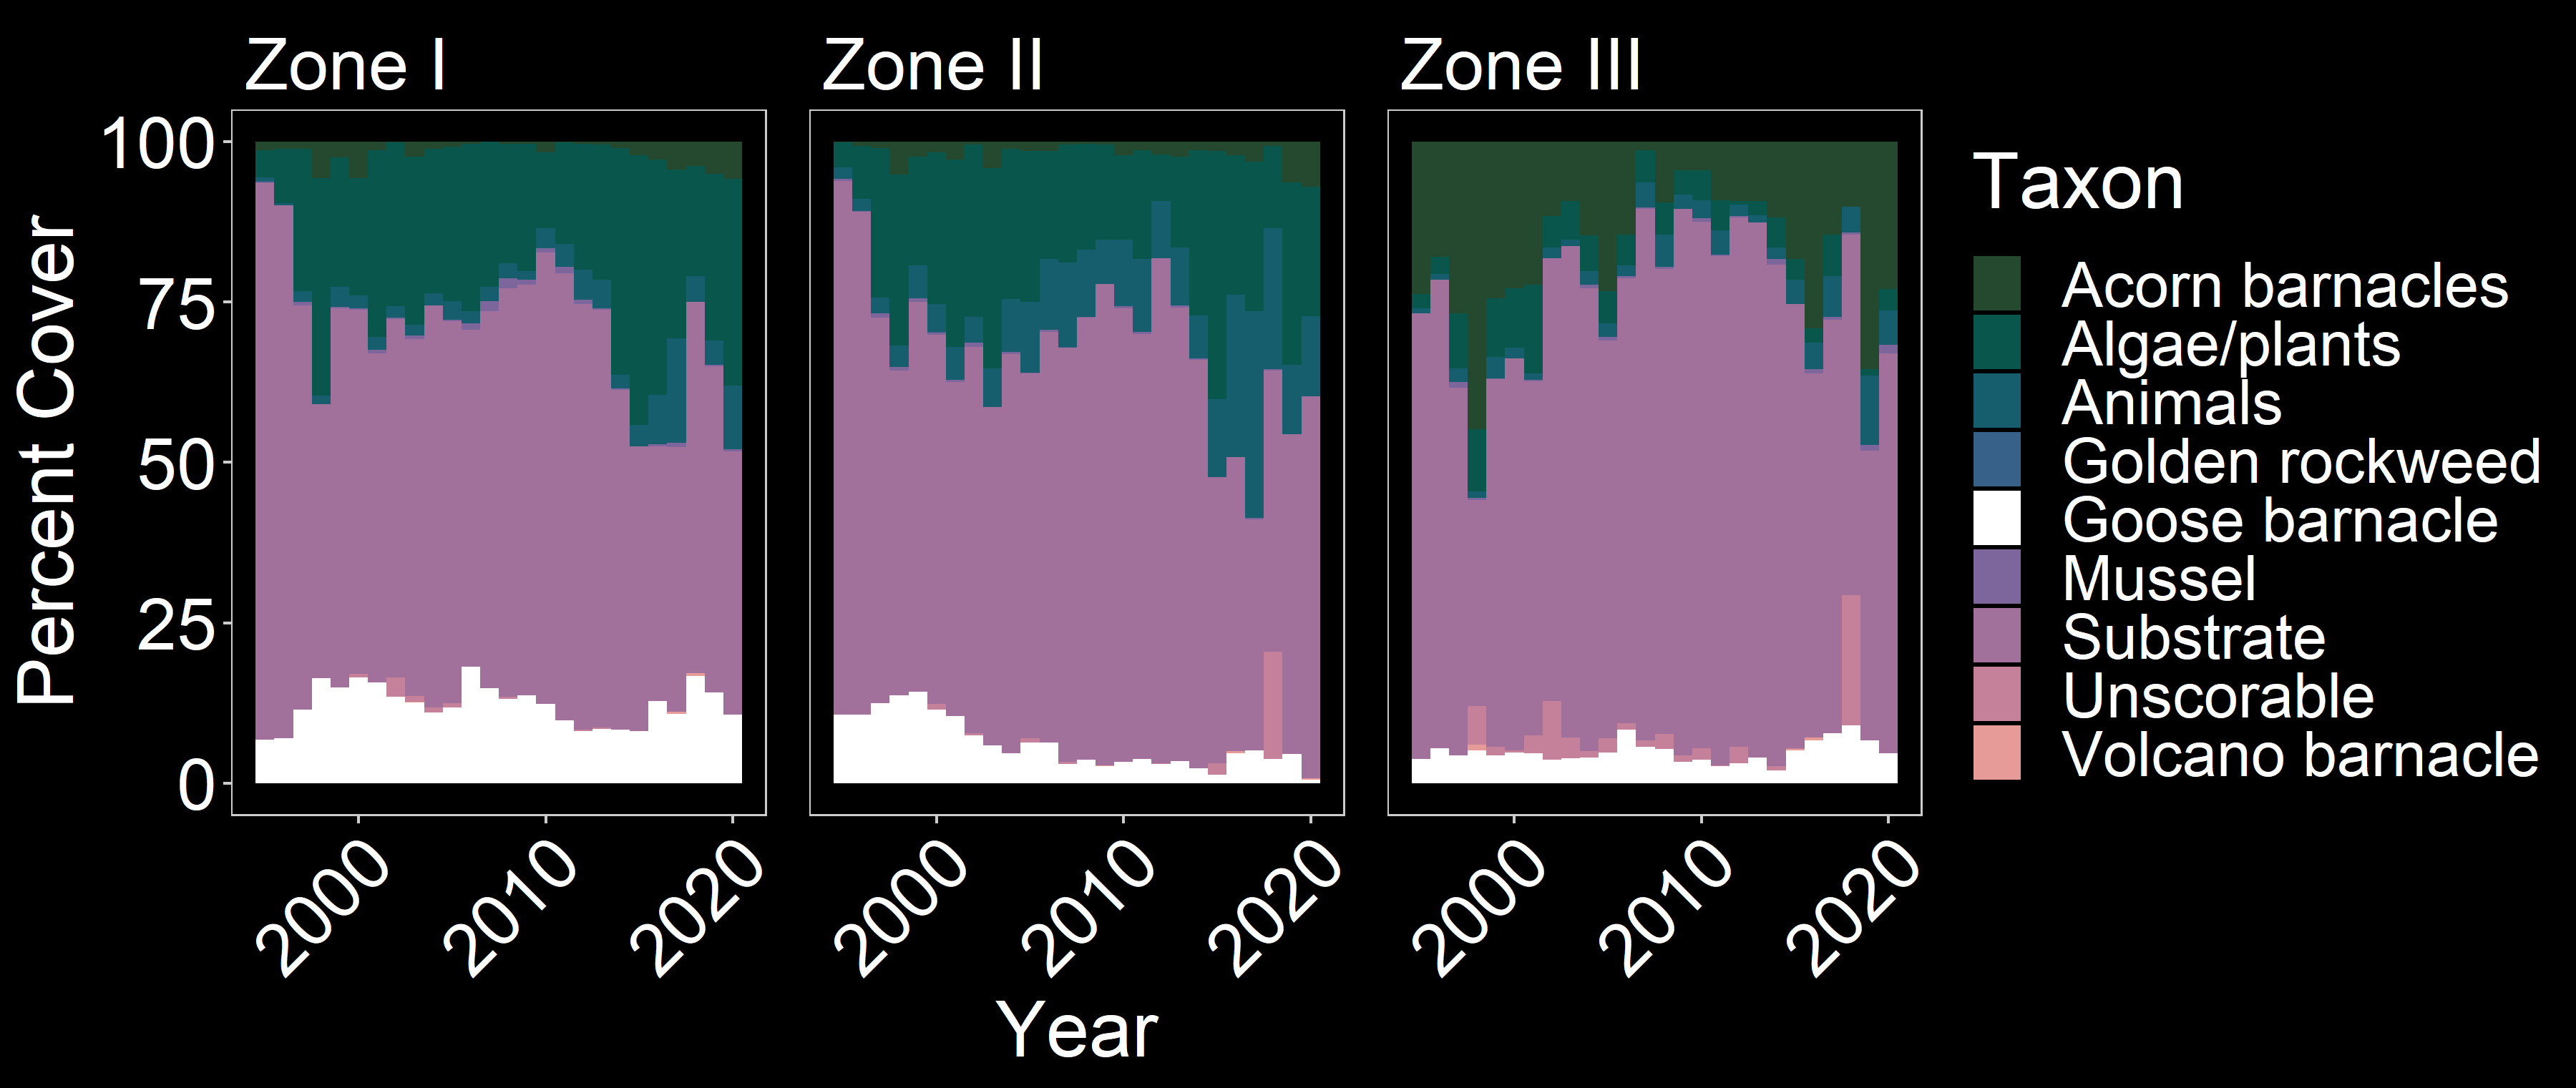 Zone I
Zone II
Zone III
Percent Cover
100
75
50
25
0
2000
2010
2020
2000
2010
2020
2000
2010
2020
Year
Taxon
Acorn barnacles
Algae/plants
Animals
Golden rockweed
Goose barnacle
Mussel
Substrate
Unscorable
Volcano barnacle